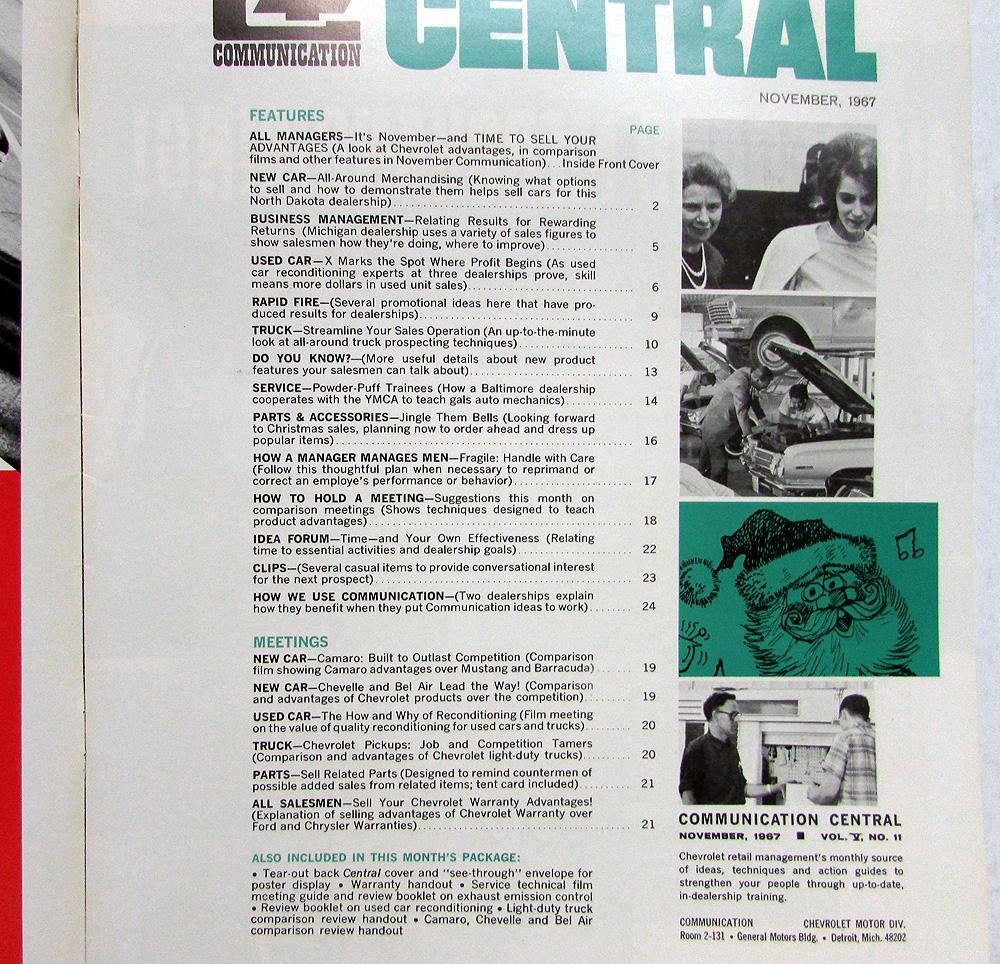 COMMUNICATION
CENTRAL
NOVEMBER, 1967
FEATURES
PAGE
ALL MANAGERS—It's November—and TIME TO SELL YOUR
ADVANTAGES (A look at Chevrolet advantages, in comparison
films and other features in November Communication)... Inside Front Cover
NEW CAR—All-Around Merchandising (Knowing what options
to sell and how to demonstrate them helps sell cars for this
North Dakota dealership) 2
BUSINESS MANAGEMENT—Relating Results for Rewarding
Returns (Michigan dealership uses a variety of sales figures to
show salesmen how they're doing, where to improve) 5
USED CAR—X Marks the Spot Where Profit Begins (As used
car reconditioning experts at three dealerships prove, skill
means more dollars in used unit sales) 6
RAPID FIRE—(Several promotional ideas here that have pro-
duced results for dealerships) 9
TRUCK—Streamline Your Sales Operation (An up-to-the-minute
look at all-around truck prospecting techniques) 10
DO YOU KNOW?—(More useful details about new product
features your salesmen can talk about) 13
SERVICE—Powder-Puff Trainees (How a Baltimore dealership
cooperates with the YMCA to teach gals auto mechanics) 14
PARTS & ACCESSORIES—Jingle Them Bells (Looking forward
to Christmas sales, planning now to order ahead and dress up
popular items) 16
HOW A MANAGER MANAGES MEN—Fragile: Handle with Care
(Follow this thoughtful plan when necessary to reprimand or
correct an employe's performance or behavior) 17
HOW TO HOLD A MEETING—Suggestions this month on
comparison meetings (Shows techniques designed to teach
product advantages) 18
IDEA FORUM—Time—and Your Own Effectiveness (Relating
time to essential activities and dealership goals) 22
CLIPS—(Several casual items to provide conversational interest
for the next prospect) 23
HOW WE USE COMMUNICATION—(Two dealerships explain
how they benefit when they put Communication ideas to work) 24
MEETINGS
NEW CAR—Camaro: Built to Outlast Competition (Comparison
film showing Camaro advantages over Mustang and Barracuda) 19
NEW CAR—Chevelle and Bel Air Lead the Way! (Comparison
and advantages of Chevrolet products over the competition) 19
USED CAR—The How and Why of Reconditioning (Film meeting
on the value of quality reconditioning for used cars and trucks) 20
TRUCK—Chevrolet Pickups: Job and Competition Tamers
(Comparison and advantages of Chevrolet light-duty trucks) 20
PARTS—Sell Related Parts (Designed to remind countermen of
possible added sales from related items; tent card included) 21
ALL SALESMEN—Sell Your Chevrolet Warranty Advantages!
(Explanation of selling advantages of Chevrolet Warranty over
Ford and Chrysler Warranties) 21
ALSO INCLUDED IN THIS MONTH'S PACKAGE:
• Tear-out back Central cover and "see-through" envelope for
poster display • Warranty handout • Service technical film
meeting guide and review booklet on exhaust emission control
• Review booklet on used car reconditioning • Light-duty truck
comparison review handout • Camaro, Chevelle and Bel Air
comparison review handout
COMMUNICATION CENTRAL
NOVEMBER, 1967 ■ VOL. V, NO. 11
Chevrolet retail management's monthly source
of ideas, techniques and action guides to
strengthen your people through up-to-date,
in-dealership training.
COMMUNICATION CHEVROLET MOTOR DIV.
Room 2-131 • General Motors Bldg. • Detroit, Mich. 48202